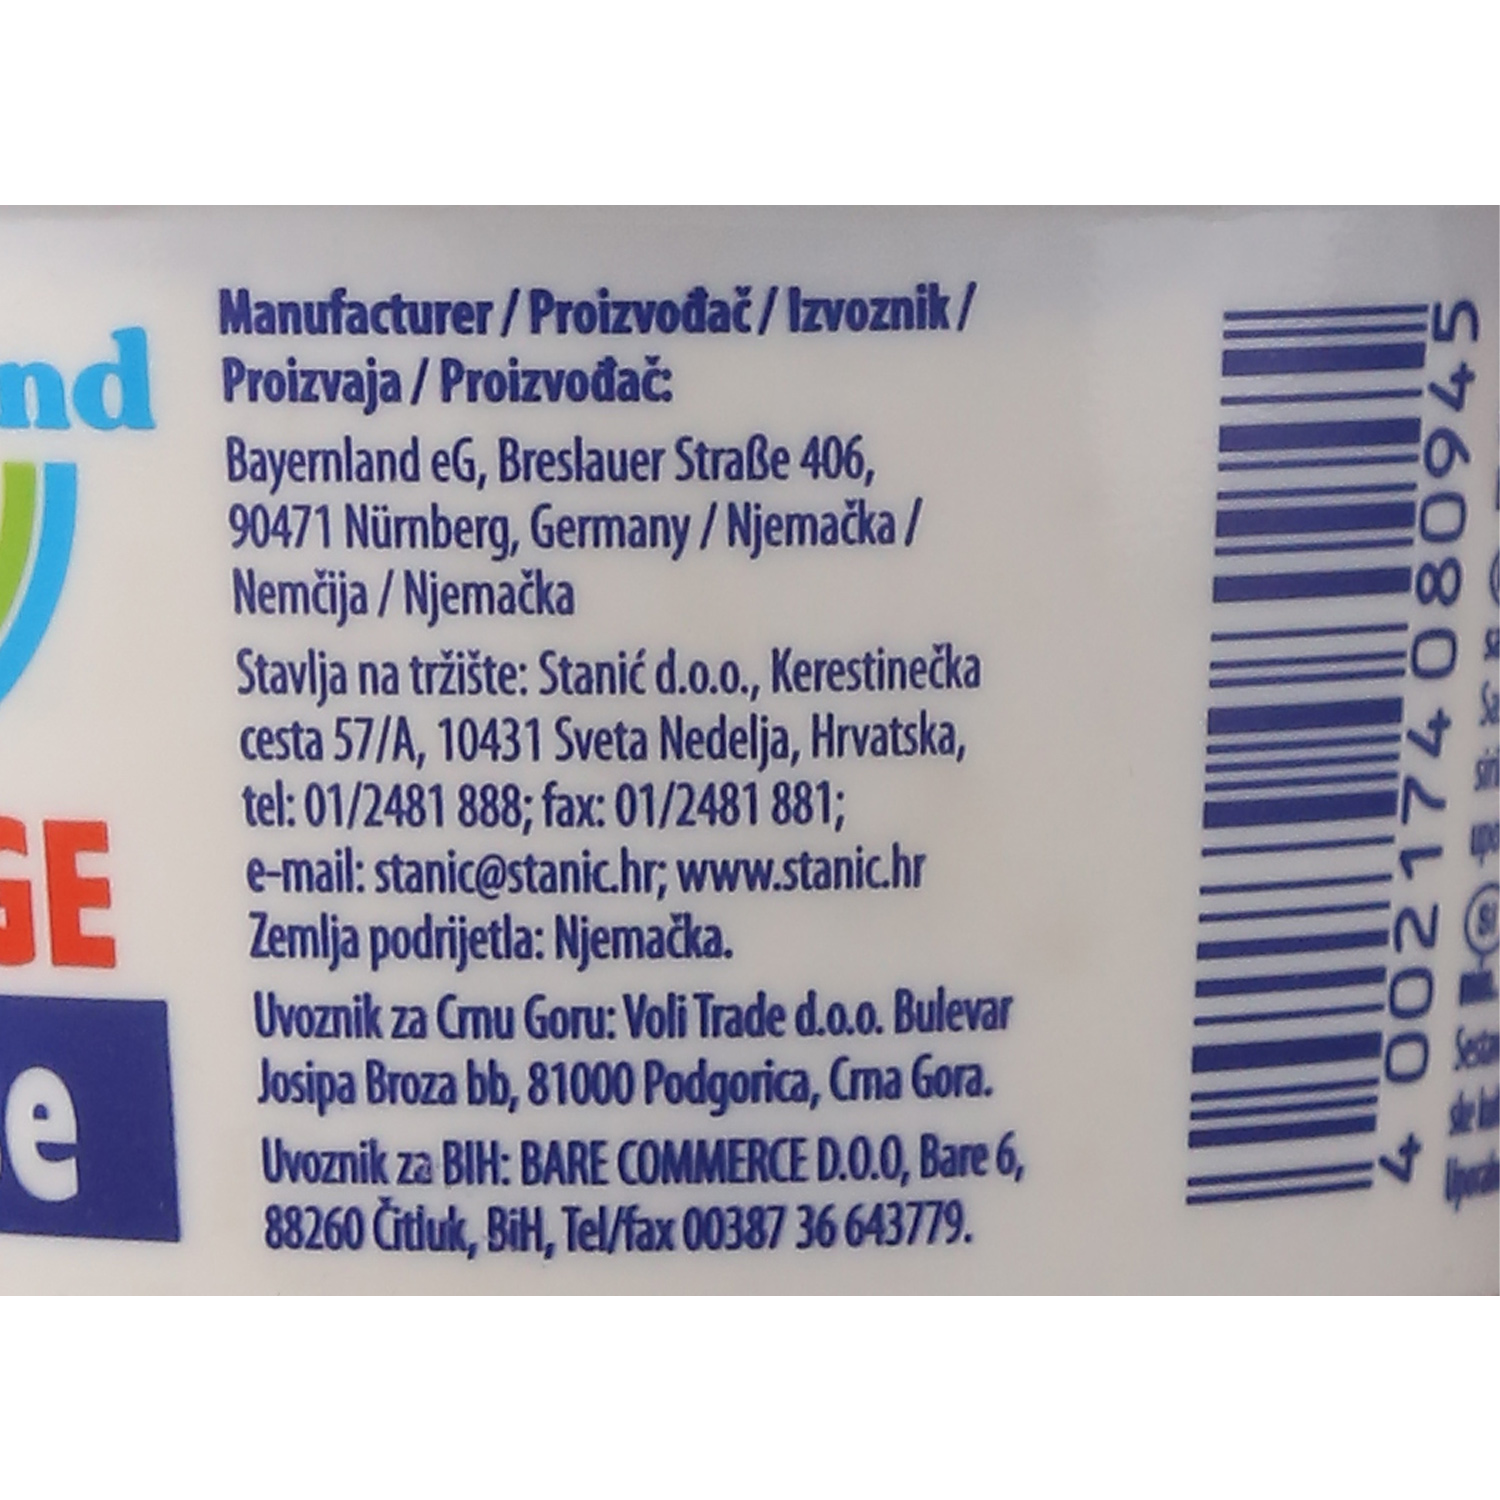 nd
GE
e
Manufacturer / Proizvođač / Izvoznik /
Proizvaja / Proizvođač:
Bayernland eG, Breslauer Straße 406,
90471 Nürnberg, Germany / Njemačka /
Nemčija / Njemačka
Stavlja na tržište: Stanić d.o.o., Kerestinečka
cesta 57/A, 10431 Sveta Nedelja, Hrvatska,
tel: 01/2481 888; fax: 01/2481 881;
e-mail: stanic@stanic.hr; www.stanic.hr
Zemlja podrijetla: Njemačka.
Uvoznik za Crnu Goru: Voli Trade d.o.o. Bulevar
Josipa Broza bb, 81000 Podgorica, Crna Gora.
Uvoznik za BIH: BARE COMMERCE D.O.O, Bare 6,
88260 Čitluk, BiH, Tel/fax 00387 36 643779.
4 002174 080945